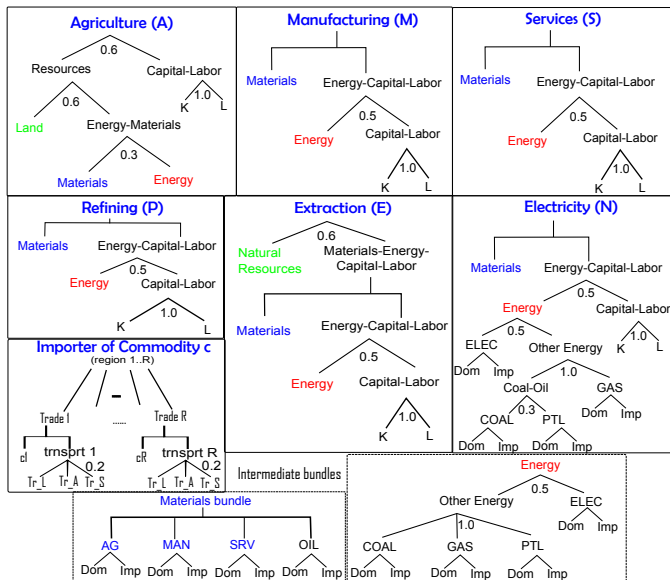 Agriculture (A)
0.6
Resources Capital-Labor
0.6 K 1.0 L
Land Energy-Materials
0.3
Materials Energy
Manufacturing (M)
Materials Energy-Capital-Labor
0.5
Energy Capital-Labor
1.0
K L
Services (S)
Materials Energy-Capital-Labor
0.5
Energy Capital-Labor
1.0
K L
Refining (P)
Materials Energy-Capital-Labor
0.5
Energy Capital-Labor
1.0
K L
Extraction (E)
0.6
Natural
Resources
Materials-Energy-
Capital-Labor
Materials Energy-Capital-Labor
0.5
Energy Capital-Labor
1.0
K L
Electricity (N)
Materials Energy-Capital-Labor
0.5
Energy Capital-Labor
0.5 1.0
K L
ELEC Other Energy
Dom Imp 1.0
Coal-Oil GAS
0.3 Dom Imp
COAL PTL
Dom Imp Dom Imp
Importer of Commodity c
(region 1..R)
Trade 1 ...... Trade R
cI trnsprt 1 cR trnsprt R
0.2 0.2
Tr_L Tr_A Tr_S Tr_L Tr_A Tr_S
Intermediate bundles
Materials bundle
AG MAN SRV OIL
Dom Imp Dom Imp Dom Imp Dom Imp
Energy
0.5
Other Energy ELEC
1.0 Dom Imp
COAL GAS PTL
Dom Imp Dom Imp Dom Imp